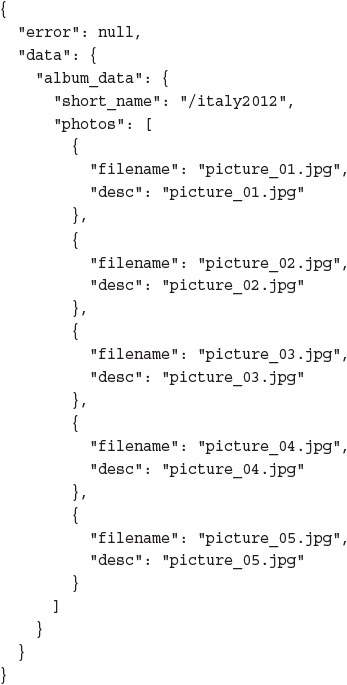 {
  "error": null,
  "data": {
    "album_data": {
      "short_name": "/italy2012",
      "photos": [
        {
          "filename": "picture_01.jpg",
          "desc": "picture_01.jpg"
        },
        {
          "filename": "picture_02.jpg",
          "desc": "picture_02.jpg"
        },
        {
          "filename": "picture_03.jpg",
          "desc": "picture_03.jpg"
        },
        {
          "filename": "picture_04.jpg",
          "desc": "picture_04.jpg"
        },
        {
          "filename": "picture_05.jpg",
          "desc": "picture_05.jpg"
        }
      ]
    }
  }
}